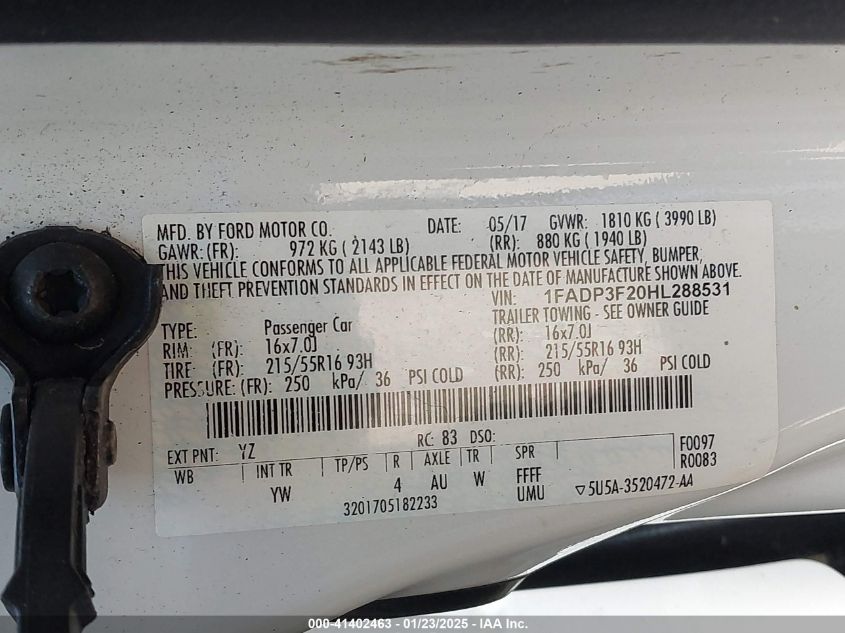 MFD. BY FORD MOTOR CO. DATE: 05/17 GVWR: 1810 KG ( 3990 LB)
GAWR: (FR): 972 KG ( 2143 LB) (RR): 880 KG ( 1940 LB)
THIS VEHICLE CONFORMS TO ALL APPLICABLE FEDERAL MOTOR VEHICLE SAFETY, BUMPER,
AND THEFT PREVENTION STANDARDS IN EFFECT ON THE DATE OF MANUFACTURE SHOWN ABOVE.
VIN: 1FADP3F20HL288531
TYPE: Passenger Car TRAILER TOWING - SEE OWNER GUIDE
RIM: (FR): 16x7.0J (RR): 16x7.0J
TIRE: (FR): 215/55R16 93H (RR): 215/55R16 93H
PRESSURE: (FR): 250 kPa/ 36 PSI COLD (RR): 250 kPa/ 36 PSI COLD
EXT PNT: YZ RC: 83 DSO: F0097
WB INT TR TP/PS R AXLE TR SPR R0083
YW 4 AU W FFFF
UMU
3201705182233 ▽5U5A-3520472-AA
000-41402463 - 01/23/2025 - IAAI.com